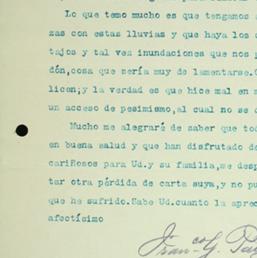 Lo que temo mucho es que tengamos
zas con estas lluvias y que haya los
tajos y tal vez inundaciones que nos
dón,cosa que sería muy de lamentarse.
licen;y la verdad es que hice mal en
un acceso de pesimismo,al cual no se
Mucho me alegraré de saber que
en buena salud y que han disfrutado de
cariñosos para Ud.y su familia,se
tar otra pérdida de carta suya,y no
que he sufrido.Sabe Ud.cuanto la
afectísimo
Fran.co G.